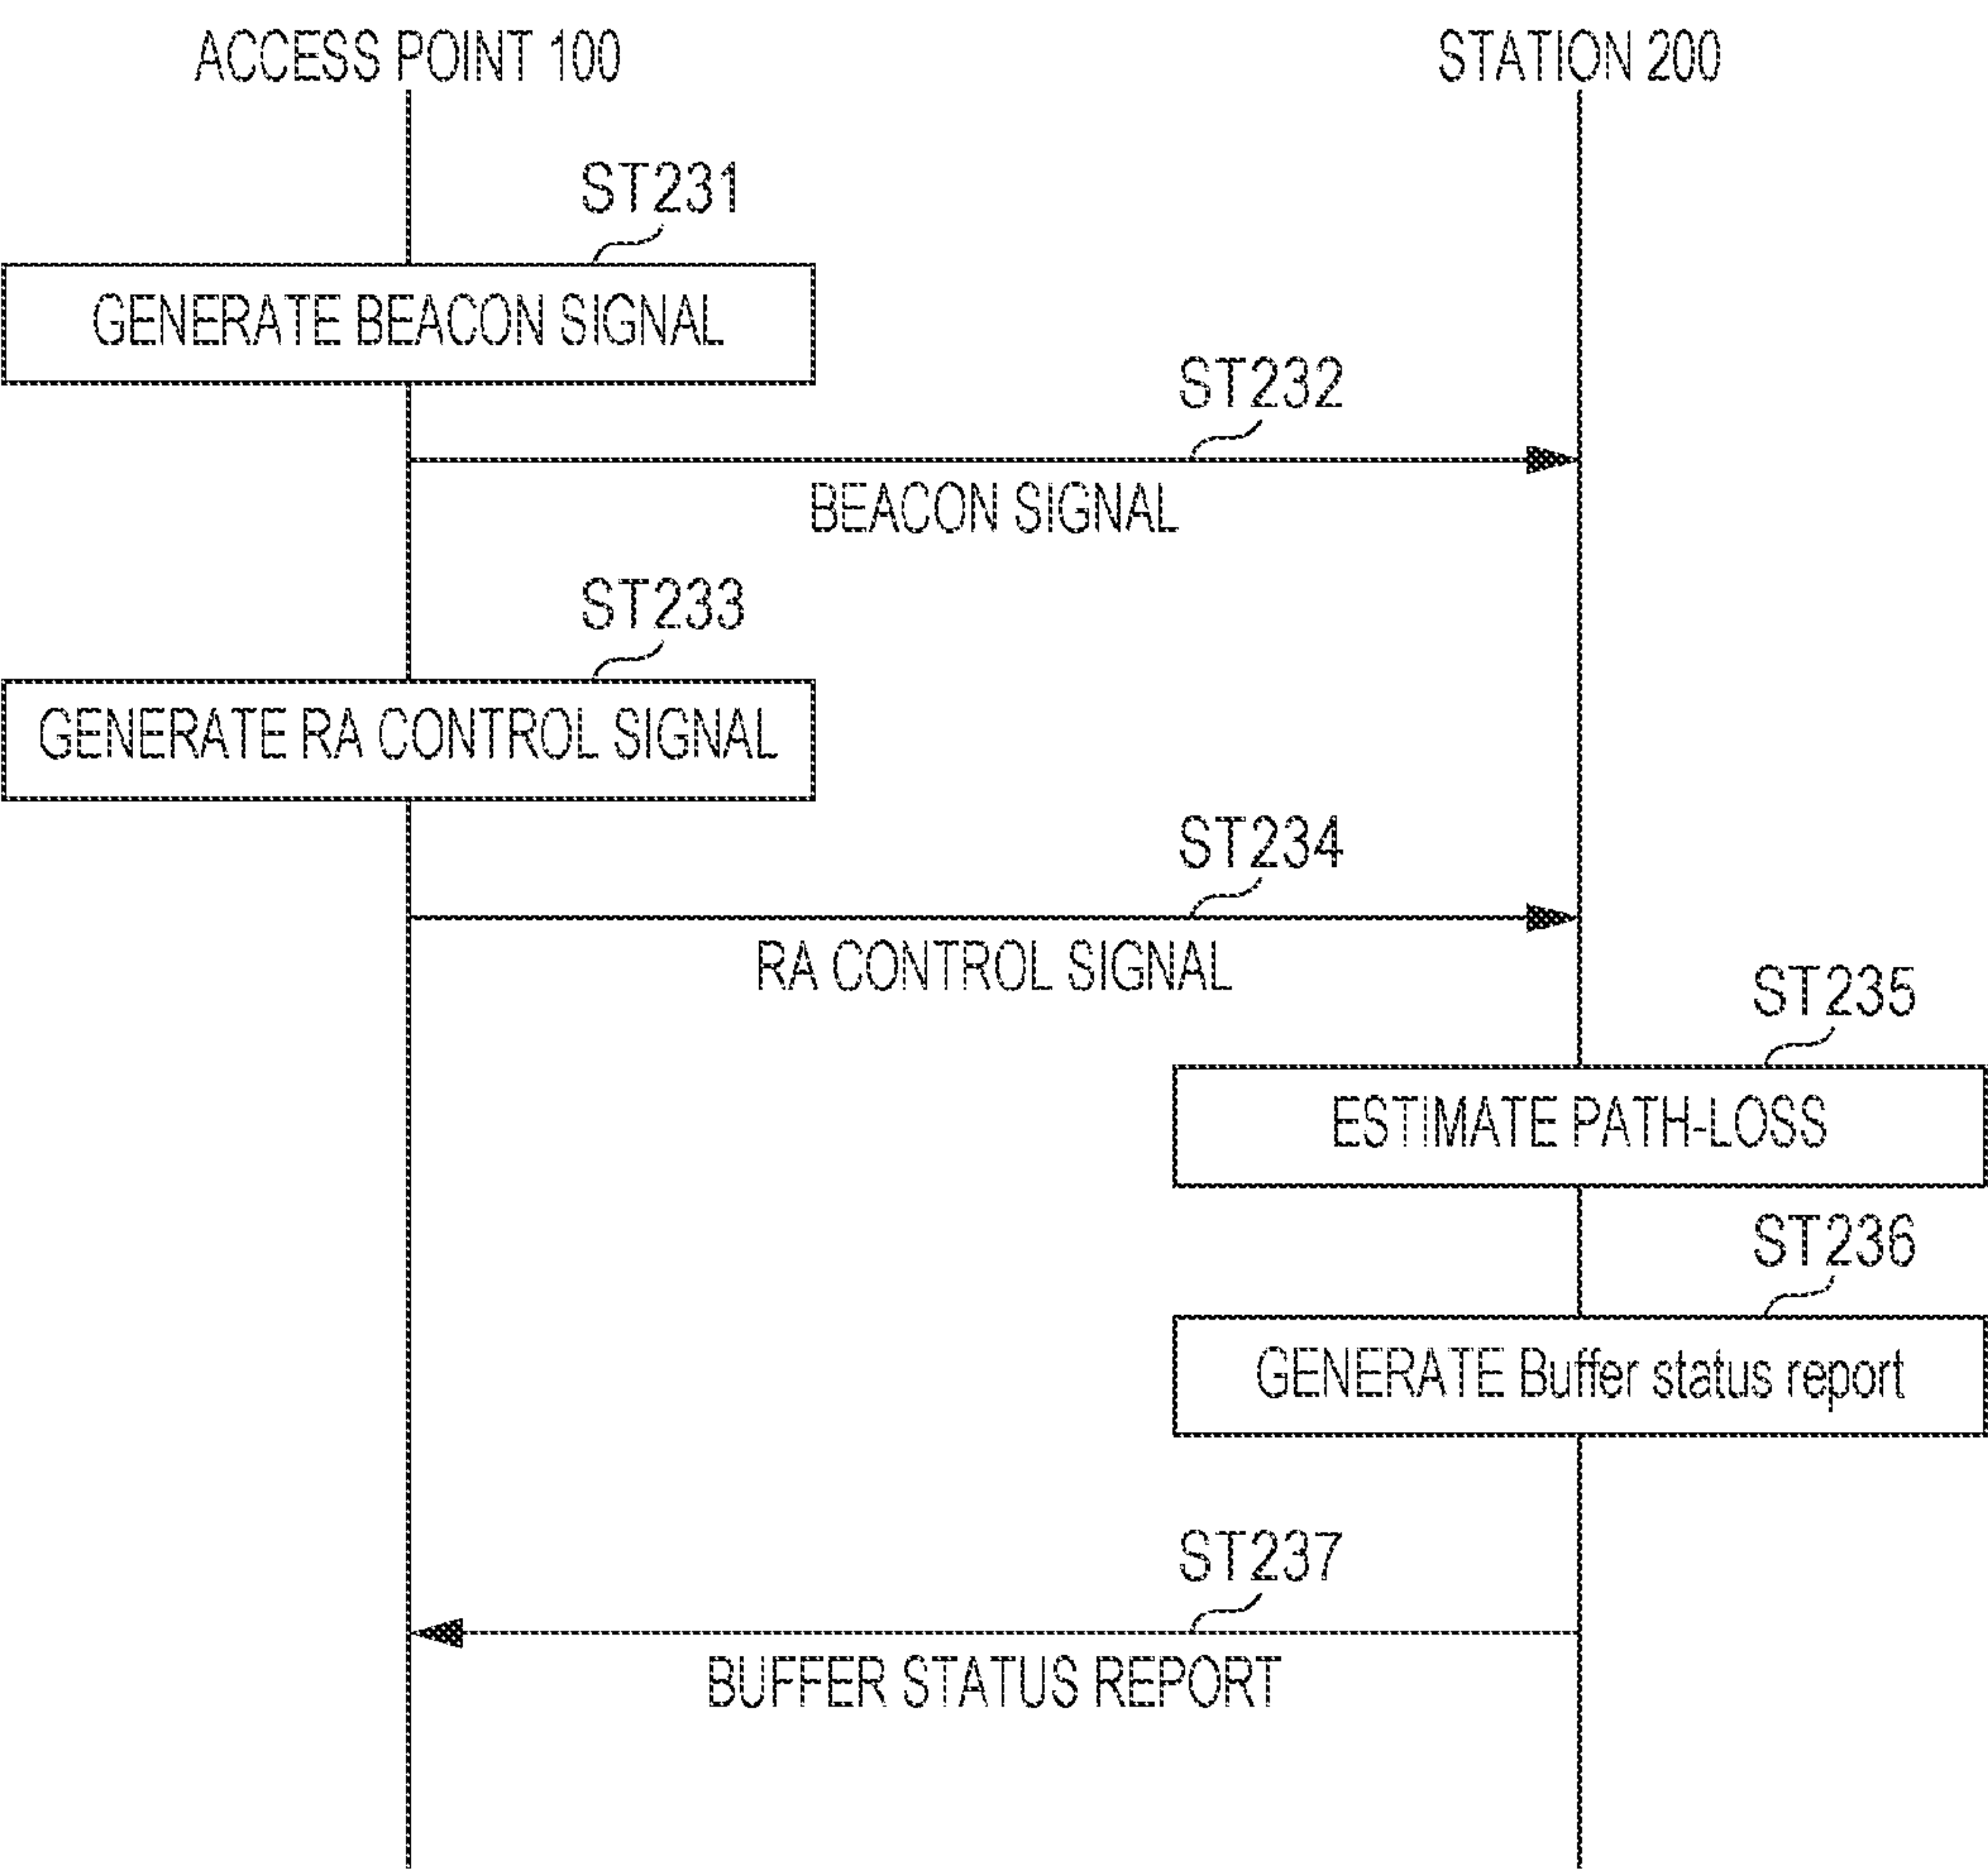 ACCESS POINT 100
STATION 200
ST231
GENERATE BEACON SIGNAL
ST232
BEACON SIGNAL
ST233
GENERATE RA CONTROL SIGNAL
ST234
RA CONTROL SIGNAL
ST235
ESTIMATE PATH-LOSS
ST236
GENERATE Buffer status report
ST237
BUFFER STATUS REPORT